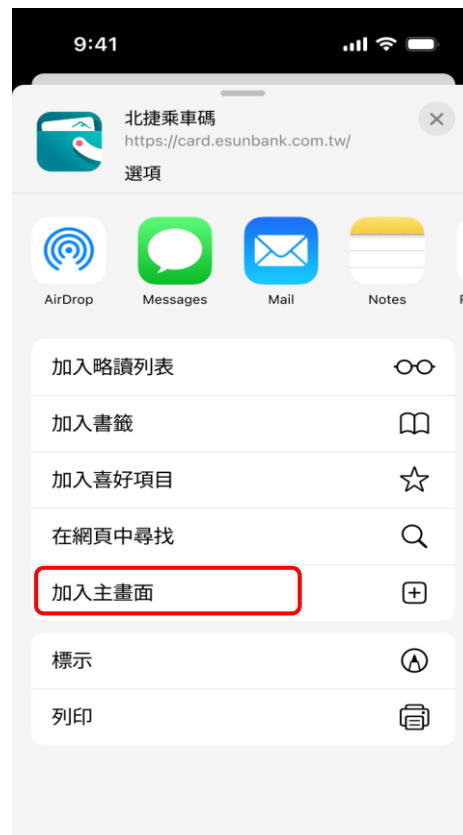 9:41
北捷乘車碼
https://card.esunbank.com.tw/
選項
AirDrop
Messages
Mail
Notes
加入略讀列表
加入書籤
加入喜好項目
在網頁中尋找
加入主畫面
標示
列印